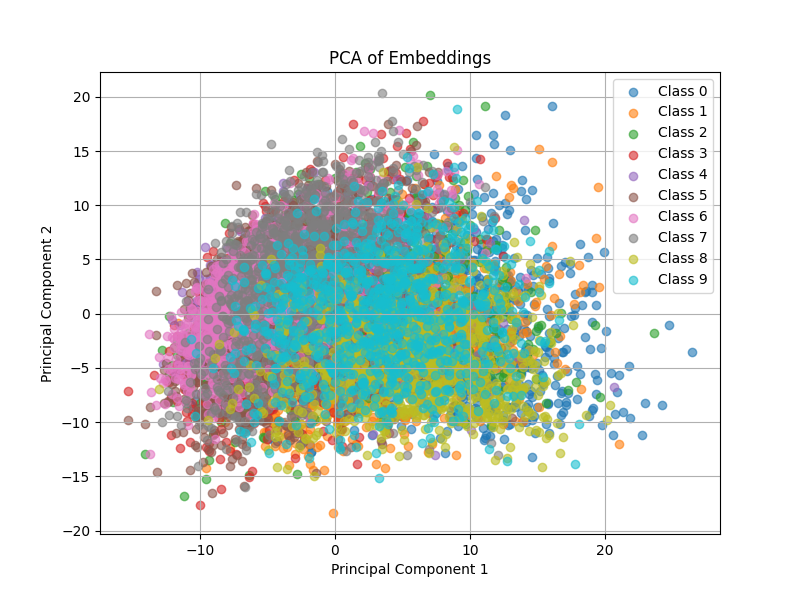 PCA of Embeddings
Class 0
Class 1
Class 2
Class 3
Class 4
Class 5
Class 6
Class 7
Class 8
Class 9
Principal Component 2
20
15
10
5
0
−5
−10
−15
−20
−10
0
10
20
Principal Component 1